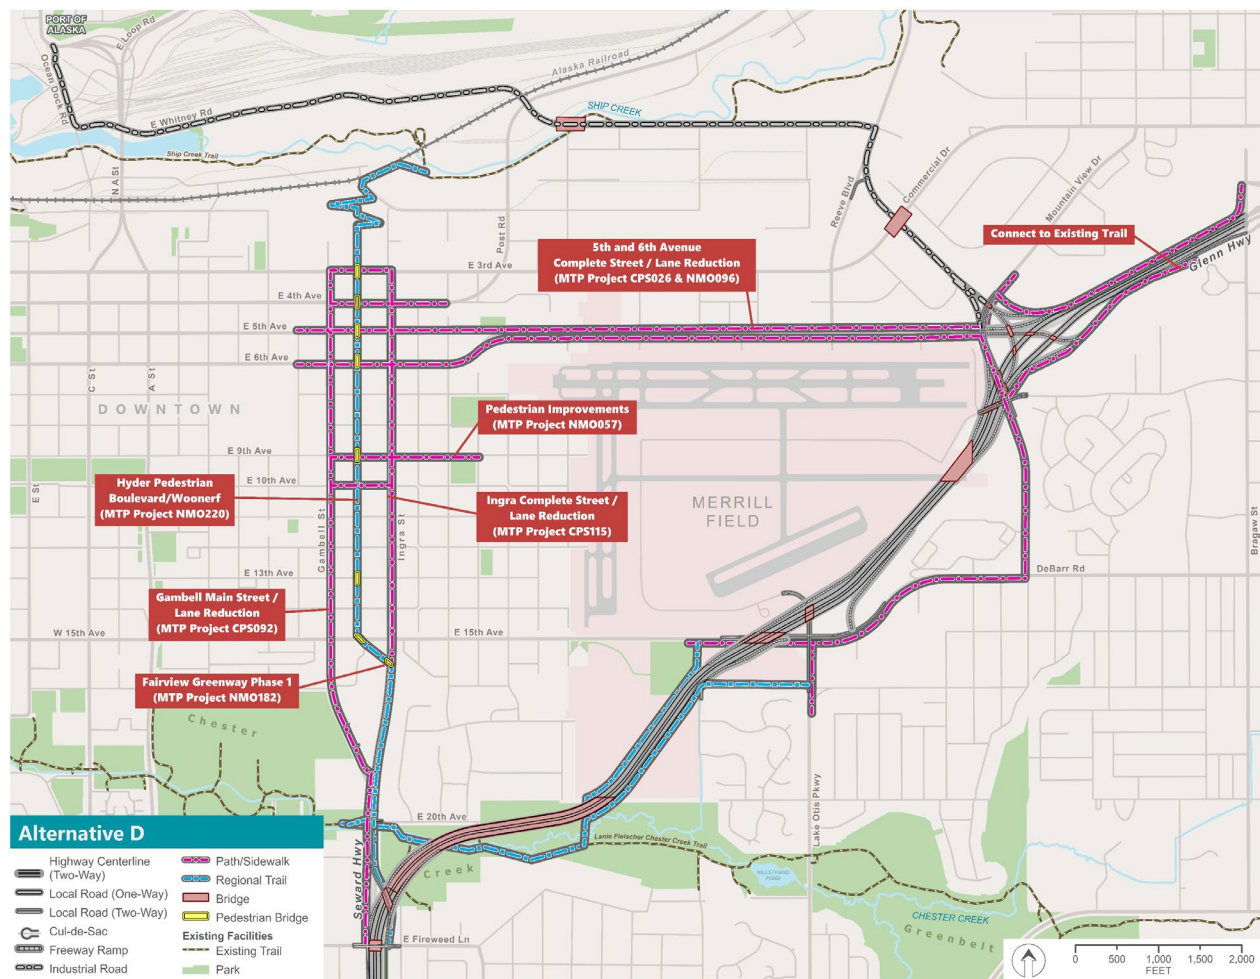 PORT OF
ALASKA
E Loop Rd
Ocean Dock Rd
Alaska Railroad
E Whitney Rd
SHIP CREEK
Ship Creek Trail
N A St
Commercial Dr
Mountain View Dr
Reeve Blvd
Post Rd
Connect to Existing Trail
Glenn Hwy
5th and 6th Avenue
Complete Street / Lane Reduction
(MTP Project CPS026 & NMO096)
E 3rd Ave
E 4th Ave
E 5th Ave
E 6th Ave
C St
A St
DOWNTOWN
Pedestrian Improvements
(MTP Project NMO057)
E 9th Ave
E 10th Ave
E St
Hyder Pedestrian
Boulevard/Woonerf
(MTP Project NMO220)
Ingra Complete Street /
Lane Reduction
(MTP Project CPS115)
MERRILL
FIELD
Gambell St
Ingra St
Bragaw St
E 13th Ave
DeBarr Rd
Gambell Main Street /
Lane Reduction
(MTP Project CPS092)
W 15th Ave
E 15th Ave
Fairview Greenway Phase 1
(MTP Project NMO182)
Chester
Lake Otis Pkwy
E 20th Ave
Lanie Fleischer Chester Creek Trail
Creek
HILLSTRAND
POND
Seward Hwy
CHESTER CREEK
Greenbelt
E Fireweed Ln
Alternative D
Highway Centerline
(Two-Way)
Local Road (One-Way)
Local Road (Two-Way)
Cul-de-Sac
Freeway Ramp
Industrial Road
Path/Sidewalk
Regional Trail
Bridge
Pedestrian Bridge
Existing Facilities
Existing Trail
Park
0 500 1,000 1,500 2,000
FEET